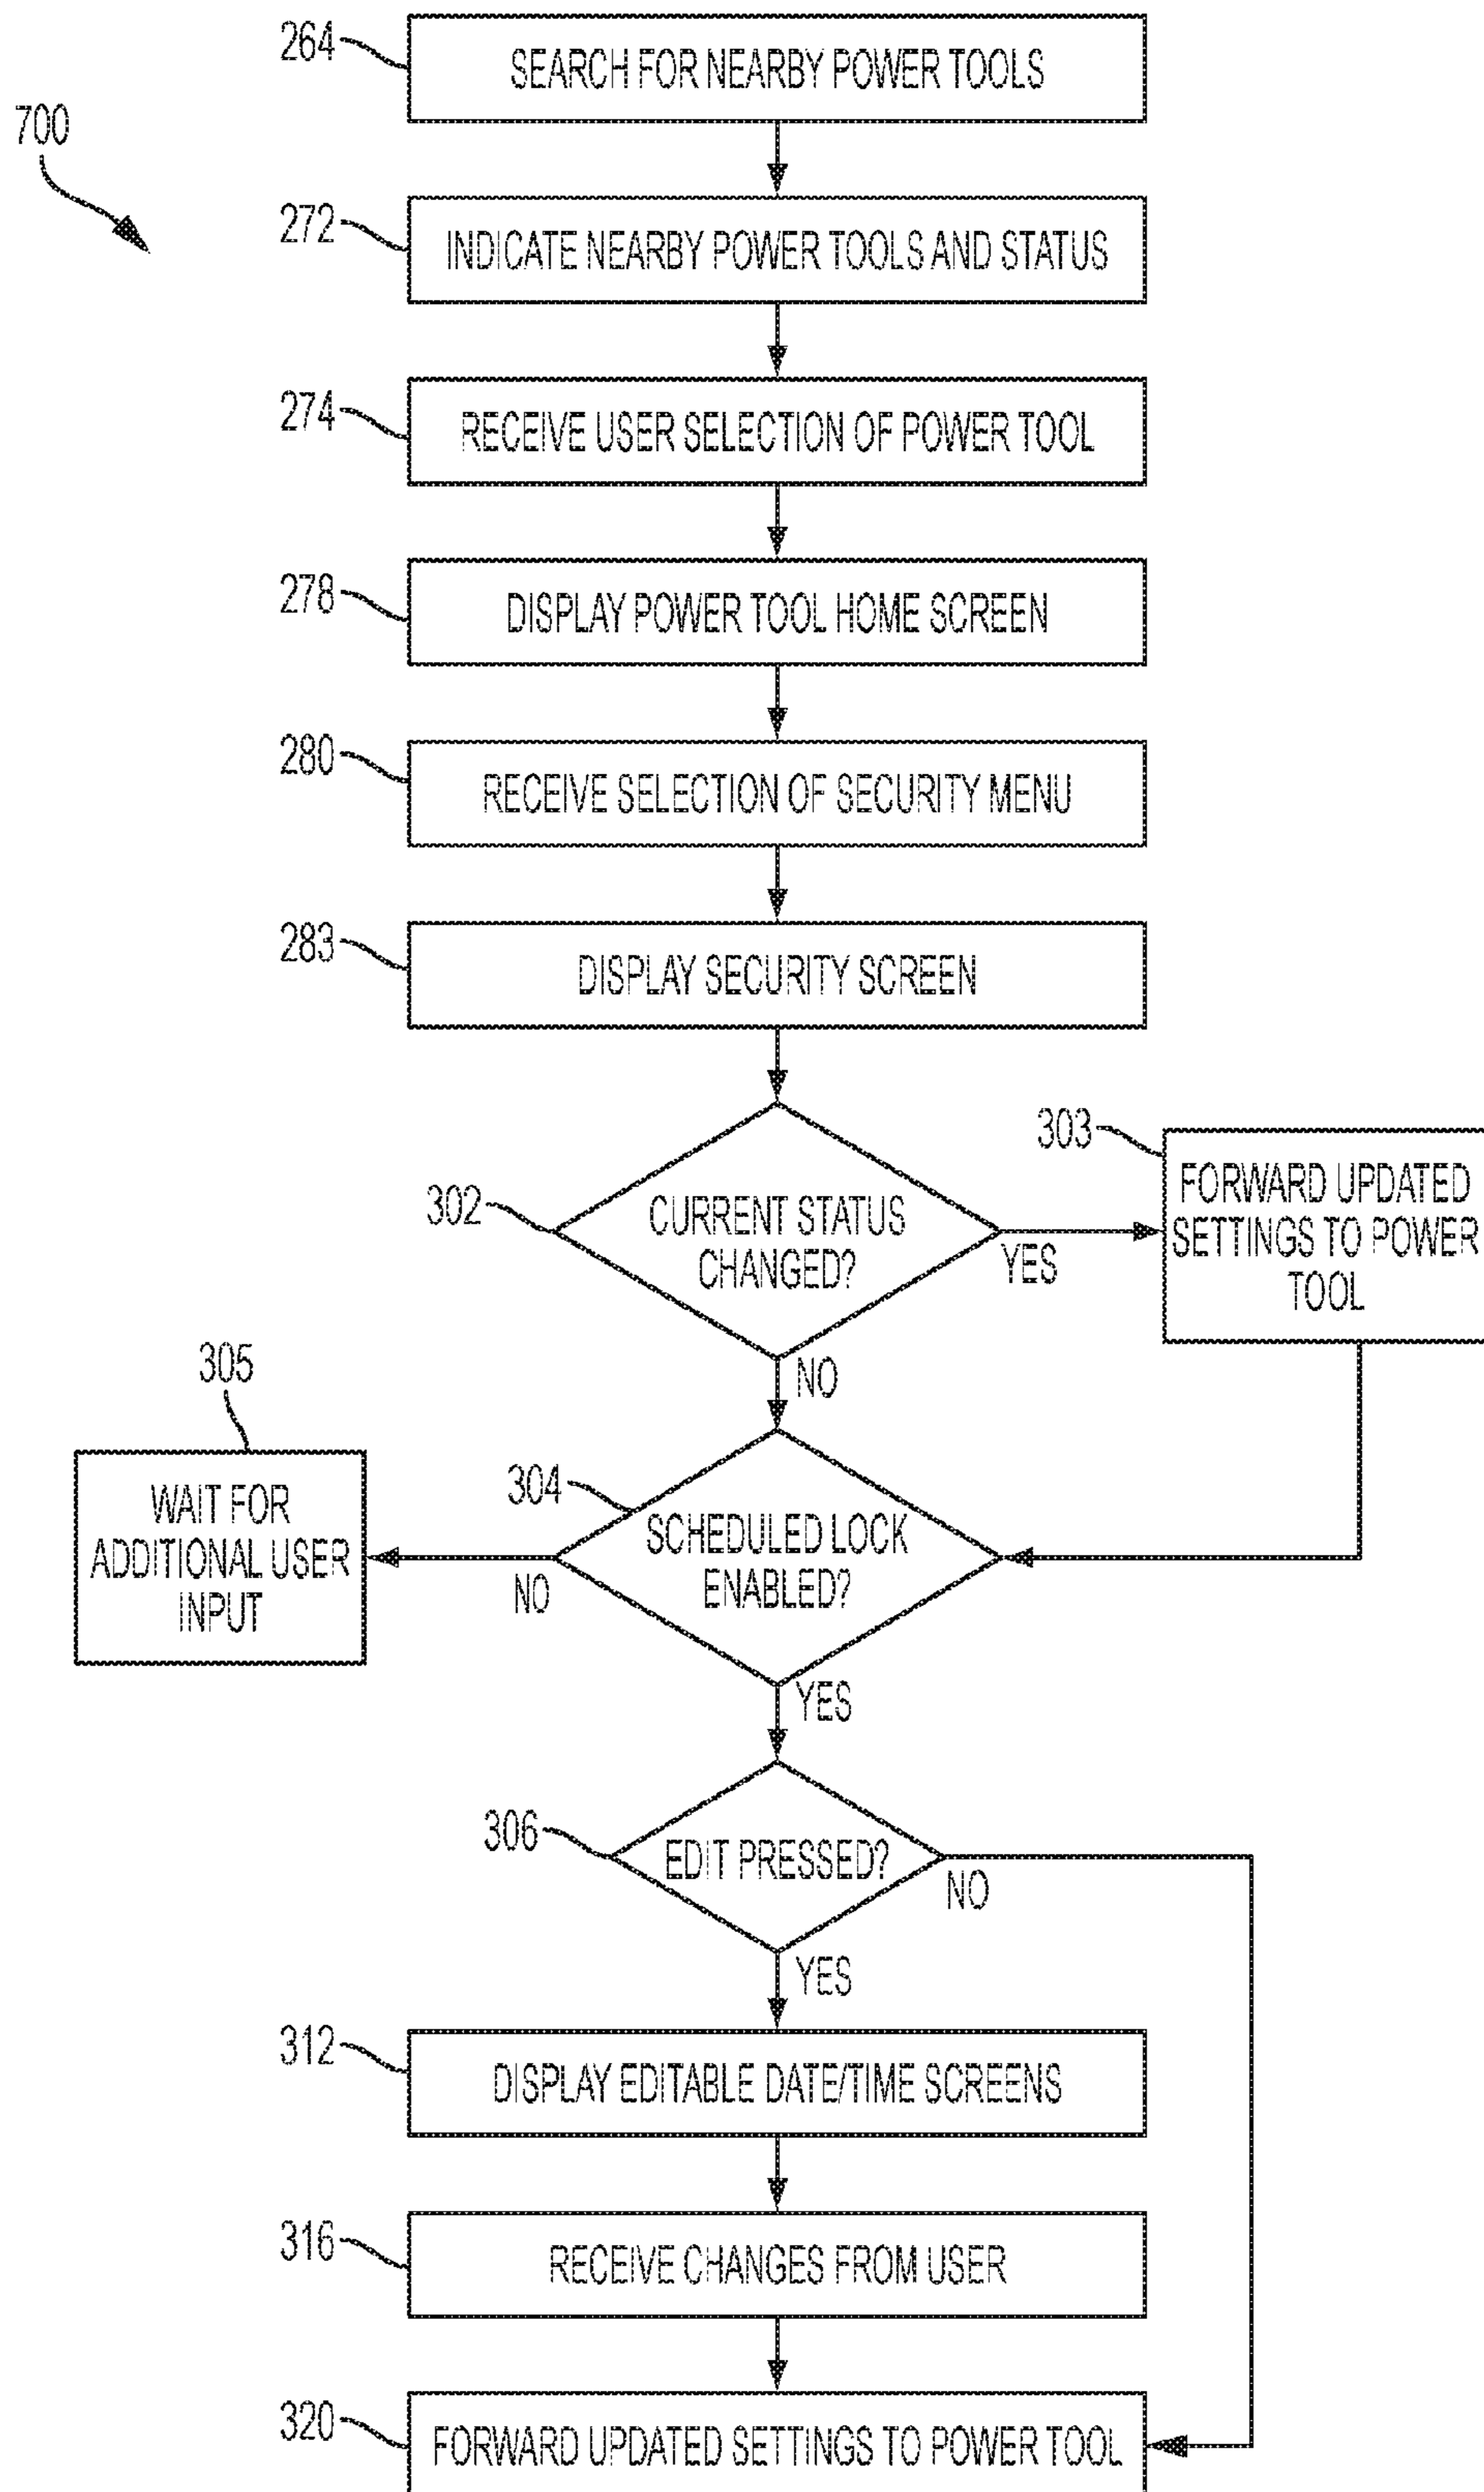 264
SEARCH FOR NEARBY POWER TOOLS
700
272
INDICATE NEARBY POWER TOOLS AND STATUS
274
RECEIVE USER SELECTION OF POWER TOOL
278
DISPLAY POWER TOOL HOME SCREEN
280
RECEIVE SELECTION OF SECURITY MENU
283
DISPLAY SECURITY SCREEN
302
CURRENT STATUS
CHANGED?
YES
NO
303
FORWARD UPDATED
SETTINGS TO POWER
TOOL
305
WAIT FOR
ADDITIONAL USER
INPUT
304
SCHEDULED LOCK
ENABLED?
NO
YES
306
EDIT PRESSED?
NO
YES
312
DISPLAY EDITABLE DATE/TIME SCREENS
316
RECEIVE CHANGES FROM USER
320
FORWARD UPDATED SETTINGS TO POWER TOOL